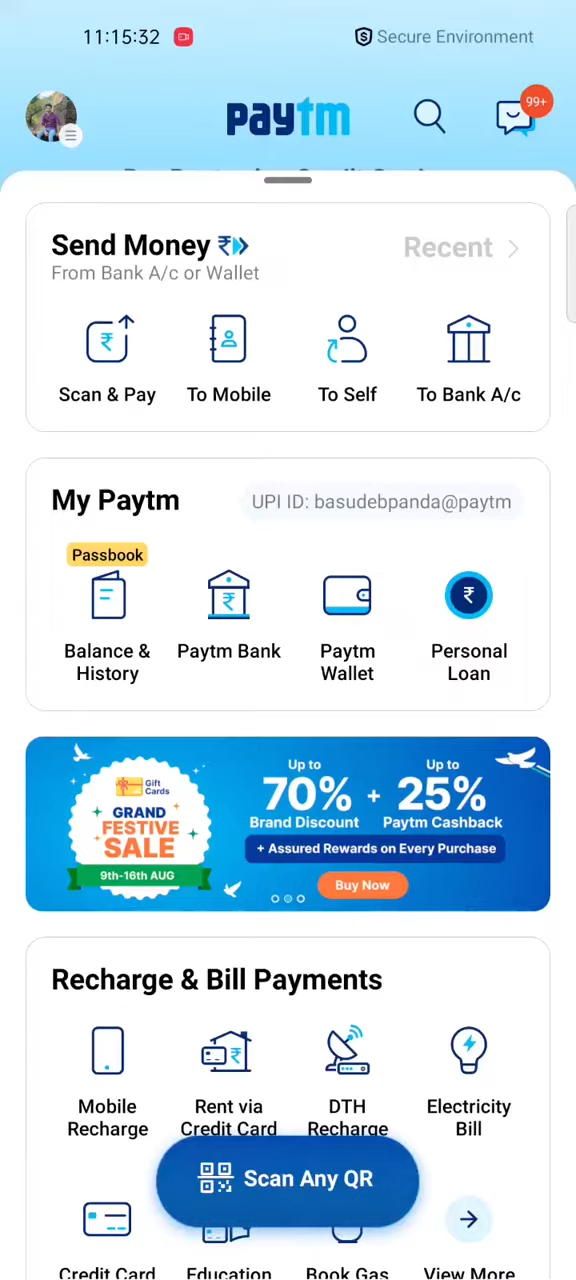 11:15:32
Secure Environment
paytm
99+
Send Money
Recent
From Bank A/c or Wallet
Scan & Pay
To Mobile
To Self
To Bank A/c
My Paytm
UPI ID: basudebpanda@paytm
Passbook
Balance &
History
Paytm Bank
Paytm
Wallet
Personal
Loan
Gift
Cards
GRAND
FESTIVE
SALE
9th-16th AUG
Up to
70%
Brand Discount
+
Up to
25%
Paytm Cashback
+ Assured Rewards on Every Purchase
Buy Now
Recharge & Bill Payments
Mobile
Recharge
Rent via
Credit Card
DTH
Recharge
Electricity
Bill
Scan Any QR
Credit Card
Education
Book Gas
View More